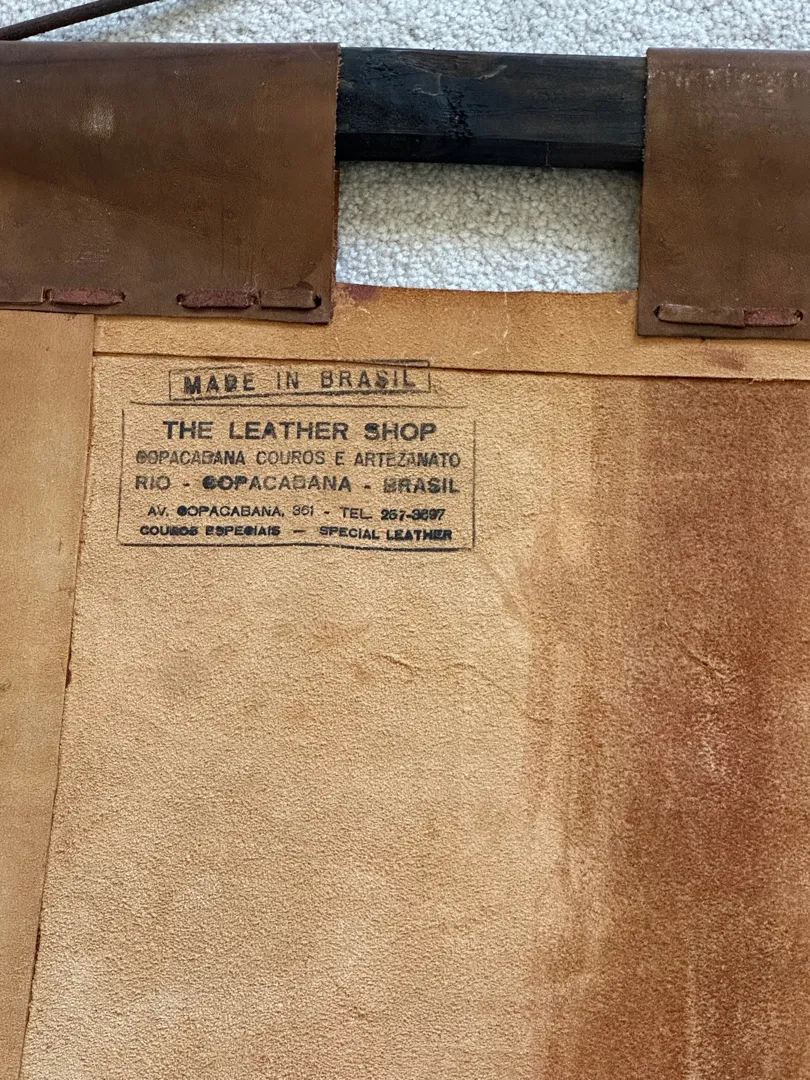 MADE IN BRASIL
THE LEATHER SHOP
COPACABANA COUROS E ARTEZANATO
RIO - COPACABANA - BRASIL
AV. COPACABANA, 361 - TEL. 257-3697
COUROS ESPECIAIS — SPECIAL LEATHER